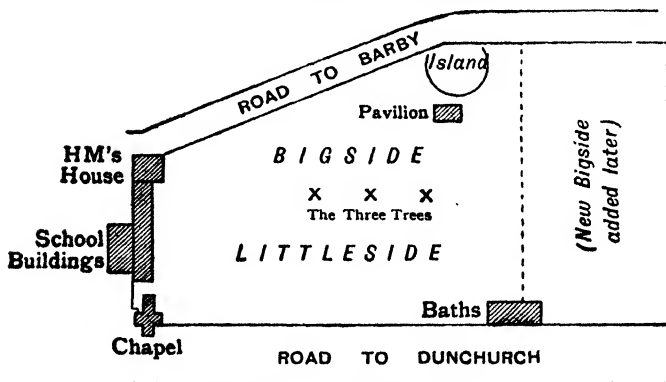 ROAD TO BARBY
Island
Pavilion
HM's
House
BIGSIDE
X X X
The Three Trees
(New Bigside
added later)
School
Buildings
LITTLESIDE
Baths
Chapel
ROAD TO DUNCHURCH